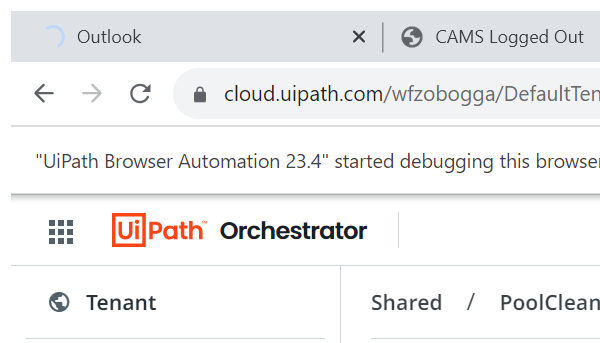 Outlook CAMS Logged Out
cloud.uipath.com/wfzobogga/DefaultTen
"UiPath Browser Automation 23.4" started debugging this browser
UiPath™ Orchestrator
Tenant Shared / PoolClean